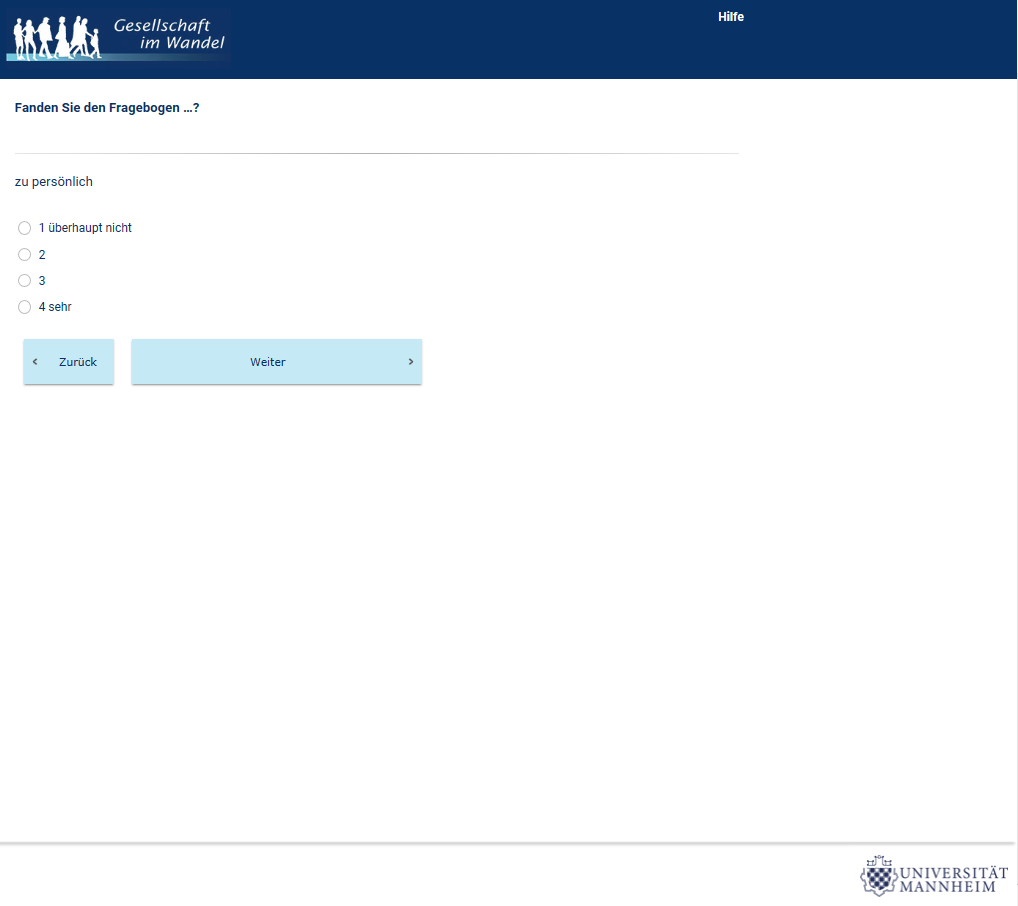 Gesellschaft
im Wandel
Hilfe
Fanden Sie den Fragebogen ...?
zu persönlich
1 überhaupt nicht
2
3
4 sehr
Zurück
Weiter
UNIVERSITÄT
MANNHEIM